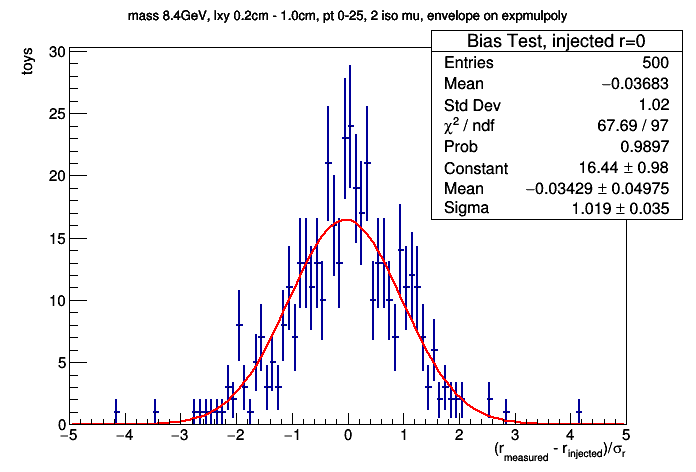 mass 8.4GeV, lxy 0.2cm - 1.0cm, pt 0-25, 2 iso mu, envelope on expmulpoly
Bias Test, injected r=0
Entries 500
Mean −0.03683
Std Dev 1.02
χ² / ndf 67.69 / 97
Prob 0.9897
Constant 16.44 ± 0.98
Mean −0.03429 ± 0.04975
Sigma 1.019 ± 0.035
toys
30
25
20
15
10
5
0
−5 −4 −3 −2 −1 0 1 2 3 4 5
(r_measured - r_injected)/σ_r